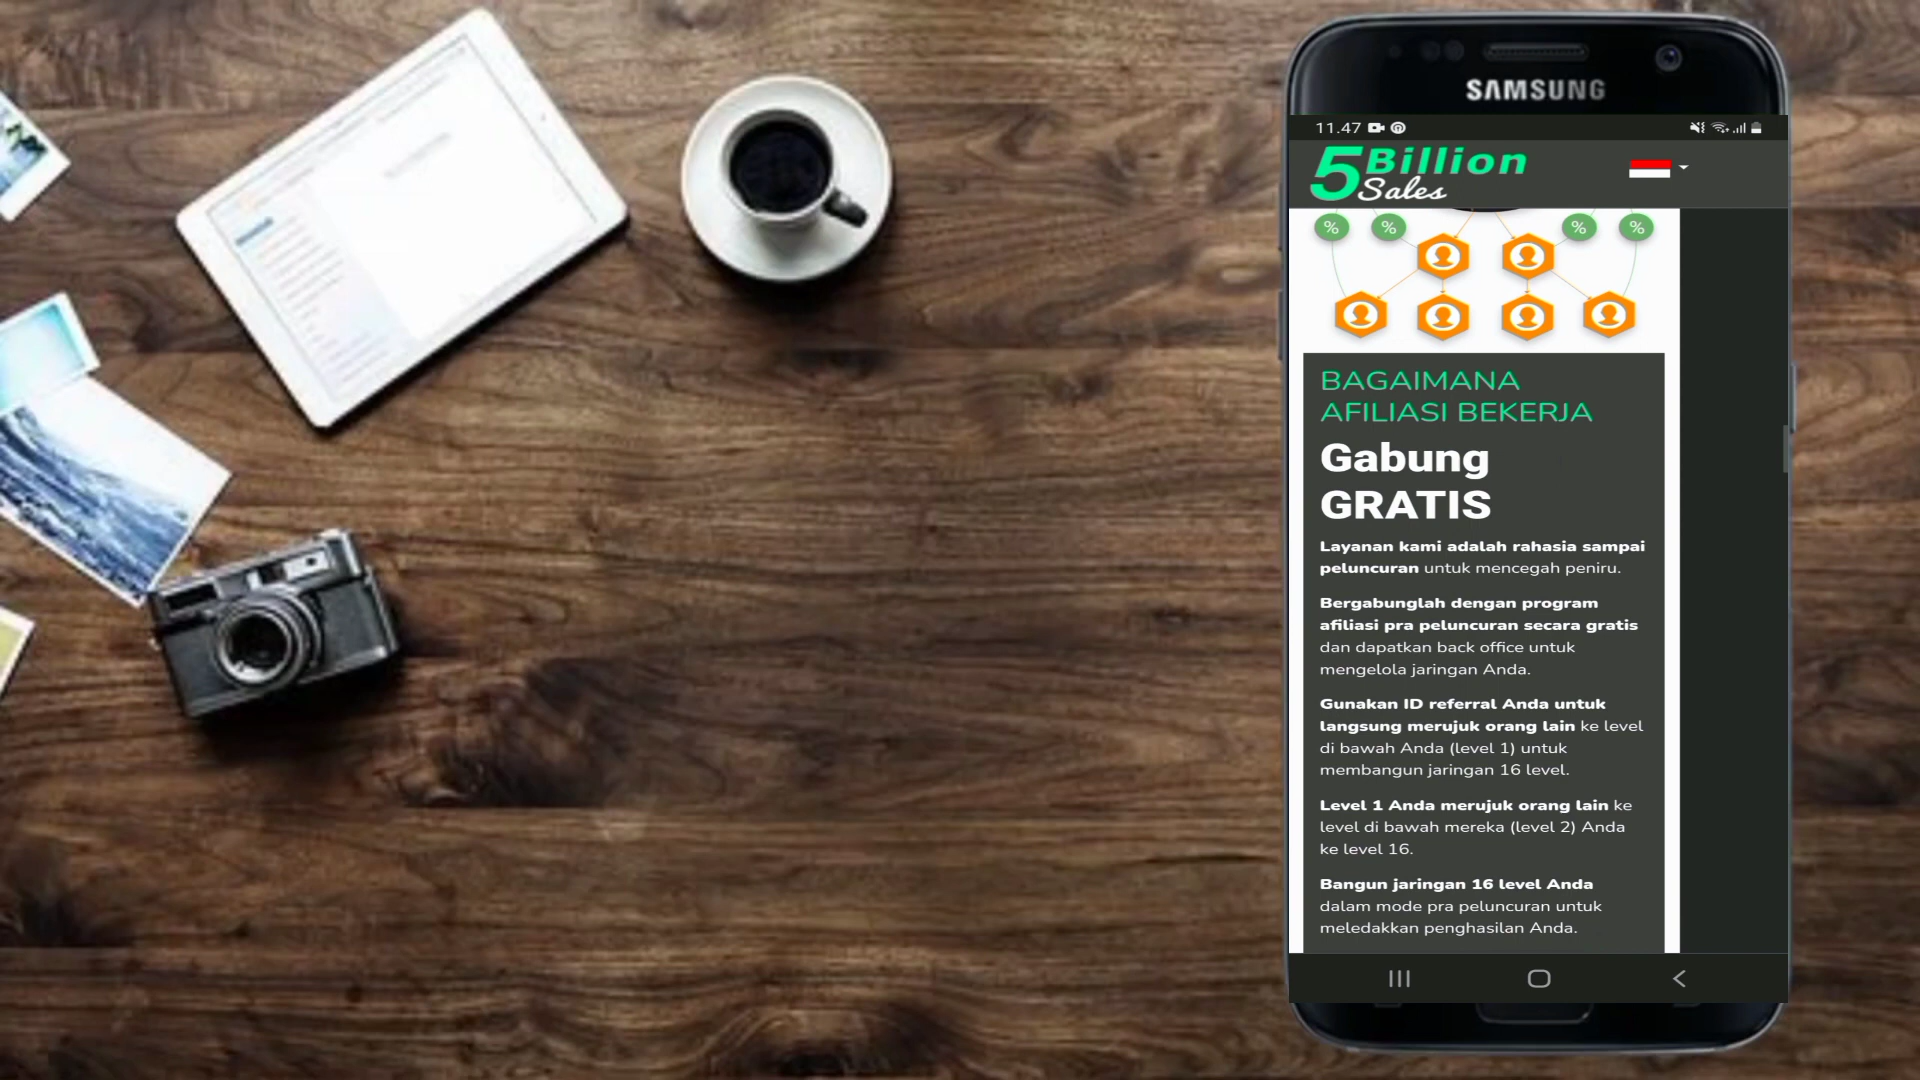 SAMSUNG
11.47
5 Billion
Sales
% % % %
BAGAIMANA
AFILIASI BEKERJA
Gabung
GRATIS
Layanan kami adalah rahasia sampai
peluncuran untuk mencegah peniru.
Bergabunglah dengan program
afiliasi pra peluncuran secara gratis
dan dapatkan back office untuk
mengelola jaringan Anda.
Gunakan ID referral Anda untuk
langsung merujuk orang lain ke level
di bawah Anda (level 1) untuk
membangun jaringan 16 level.
Level 1 Anda merujuk orang lain ke
level di bawah mereka (level 2) Anda
ke level 16.
Bangun jaringan 16 level Anda
dalam mode pra peluncuran untuk
meledakkan penghasilan Anda.